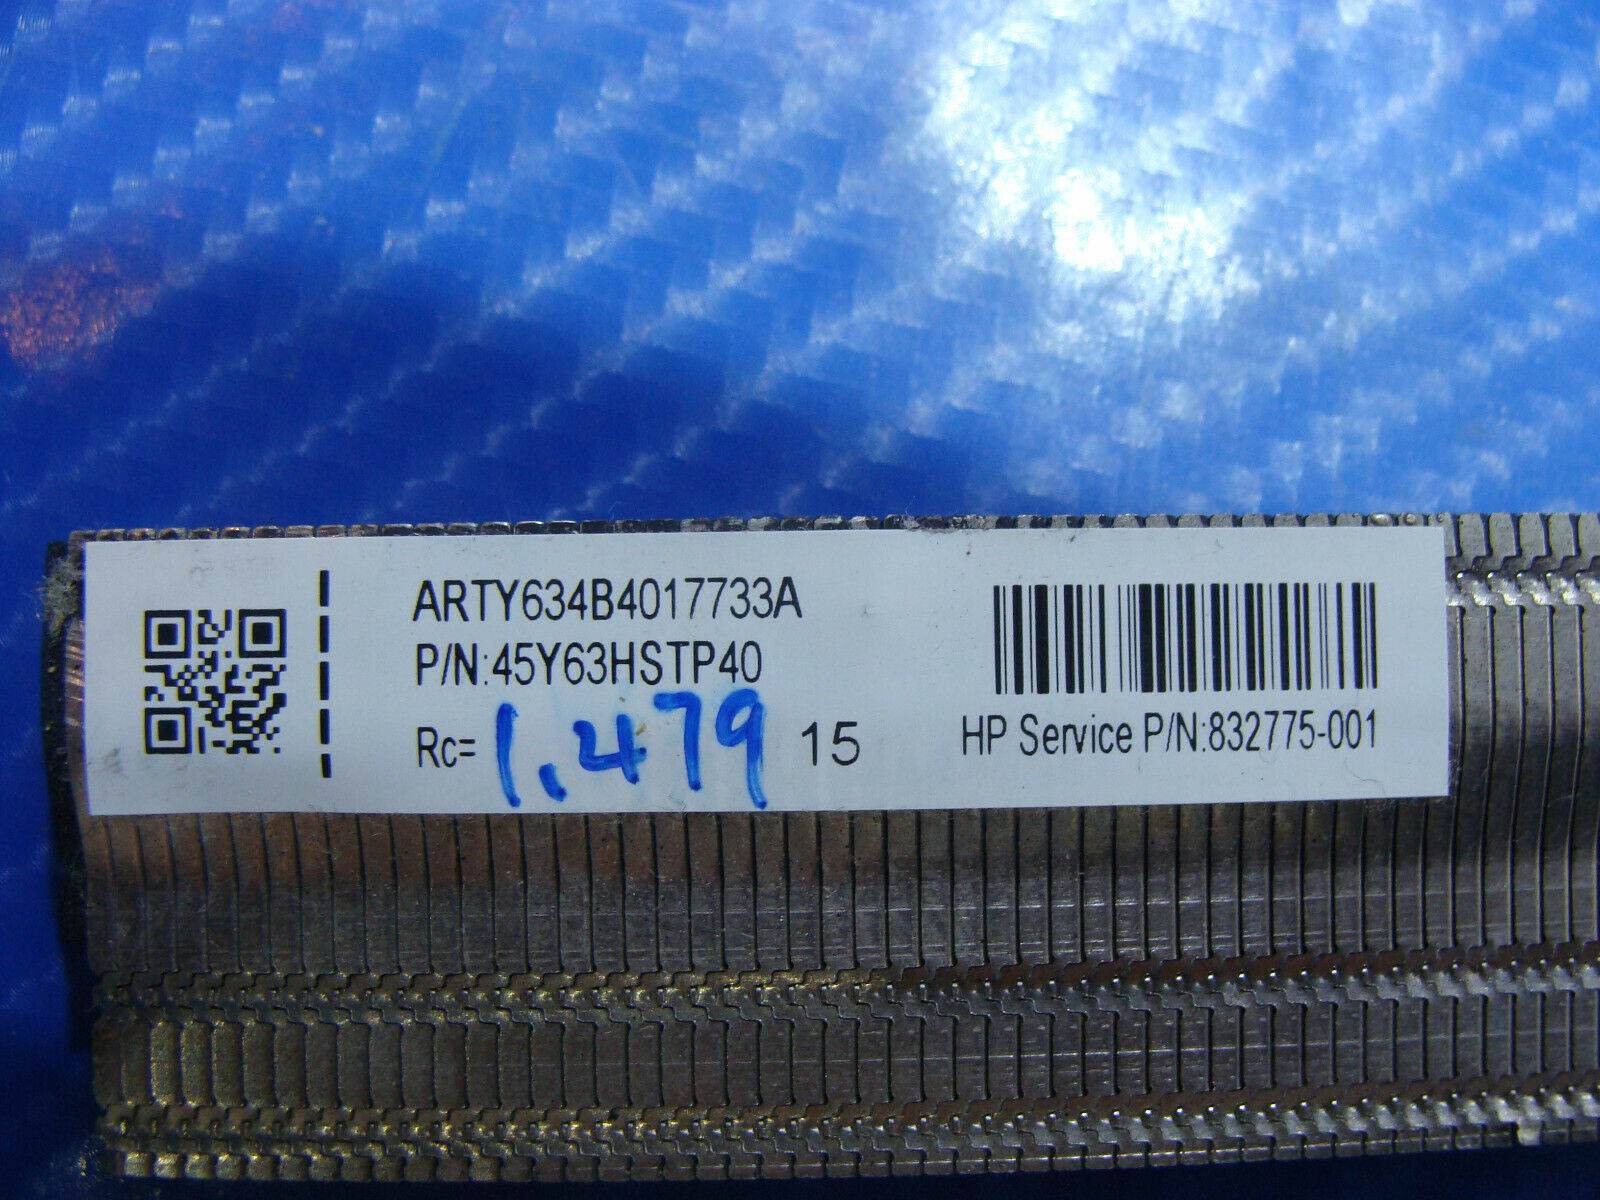 ARTY634B4017733A
P/N:45Y63HSTP40
Rc= 1.479 15
HP Service P/N:832775-001